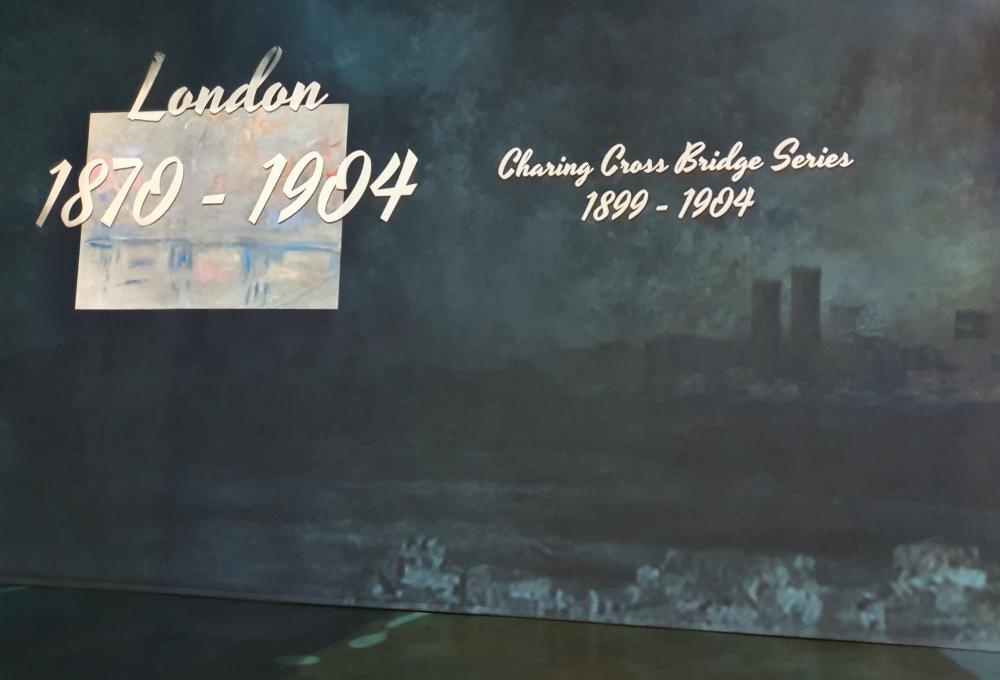 London
1870 - 1904
Charing Cross Bridge Series
1899 - 1904